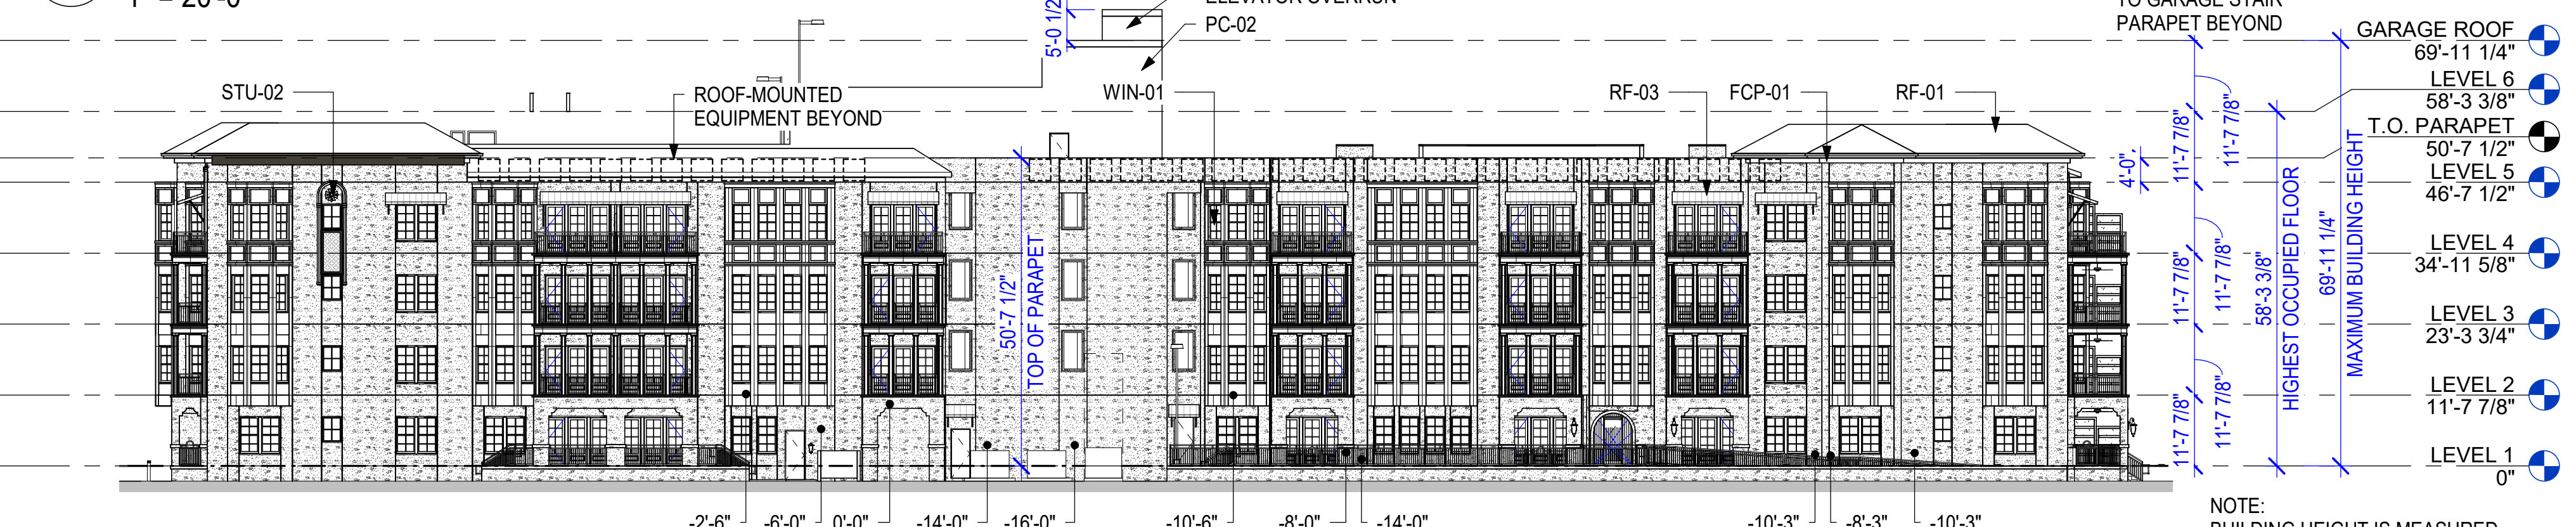 1" = 20'-0"
ELEVATOR OVERRUN
PC-02
5'-0 1/2"
TO GARAGE STAIR
PARAPET BEYOND
STU-02
ROOF-MOUNTED
EQUIPMENT BEYOND
WIN-01
RF-03
FCP-01
RF-01
GARAGE ROOF
69'-11 1/4"
LEVEL 6
58'-3 3/8"
T.O. PARAPET
50'-7 1/2"
LEVEL 5
46'-7 1/2"
LEVEL 4
34'-11 5/8"
LEVEL 3
23'-3 3/4"
LEVEL 2
11'-7 7/8"
LEVEL 1
0"
50'-7 1/2"
TOP OF PARAPET
4'-0"
11'-7 7/8"
11'-7 7/8"
11'-7 7/8"
11'-7 7/8"
11'-7 7/8"
11'-7 7/8"
58'-3 3/8"
HIGHEST OCCUPIED FLOOR
69'-11 1/4"
MAXIMUM BUILDING HEIGHT
-2'-6"
-6'-0"
0'-0"
-14'-0"
-16'-0"
-10'-6"
-8'-0"
-14'-0"
-10'-3"
-8'-3"
-10'-3"
NOTE:
BUILDING HEIGHT IS MEASURED